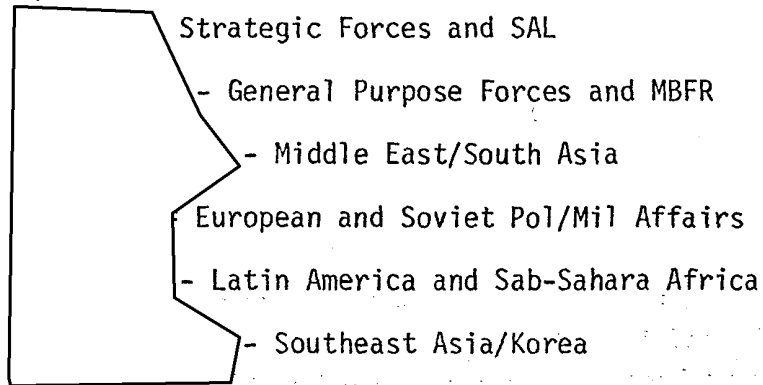 Strategic Forces and SAL
- General Purpose Forces and MBFR
- Middle East/South Asia
European and Soviet Pol/Mil Affairs
- Latin America and Sab-Sahara Africa
- Southeast Asia/Korea